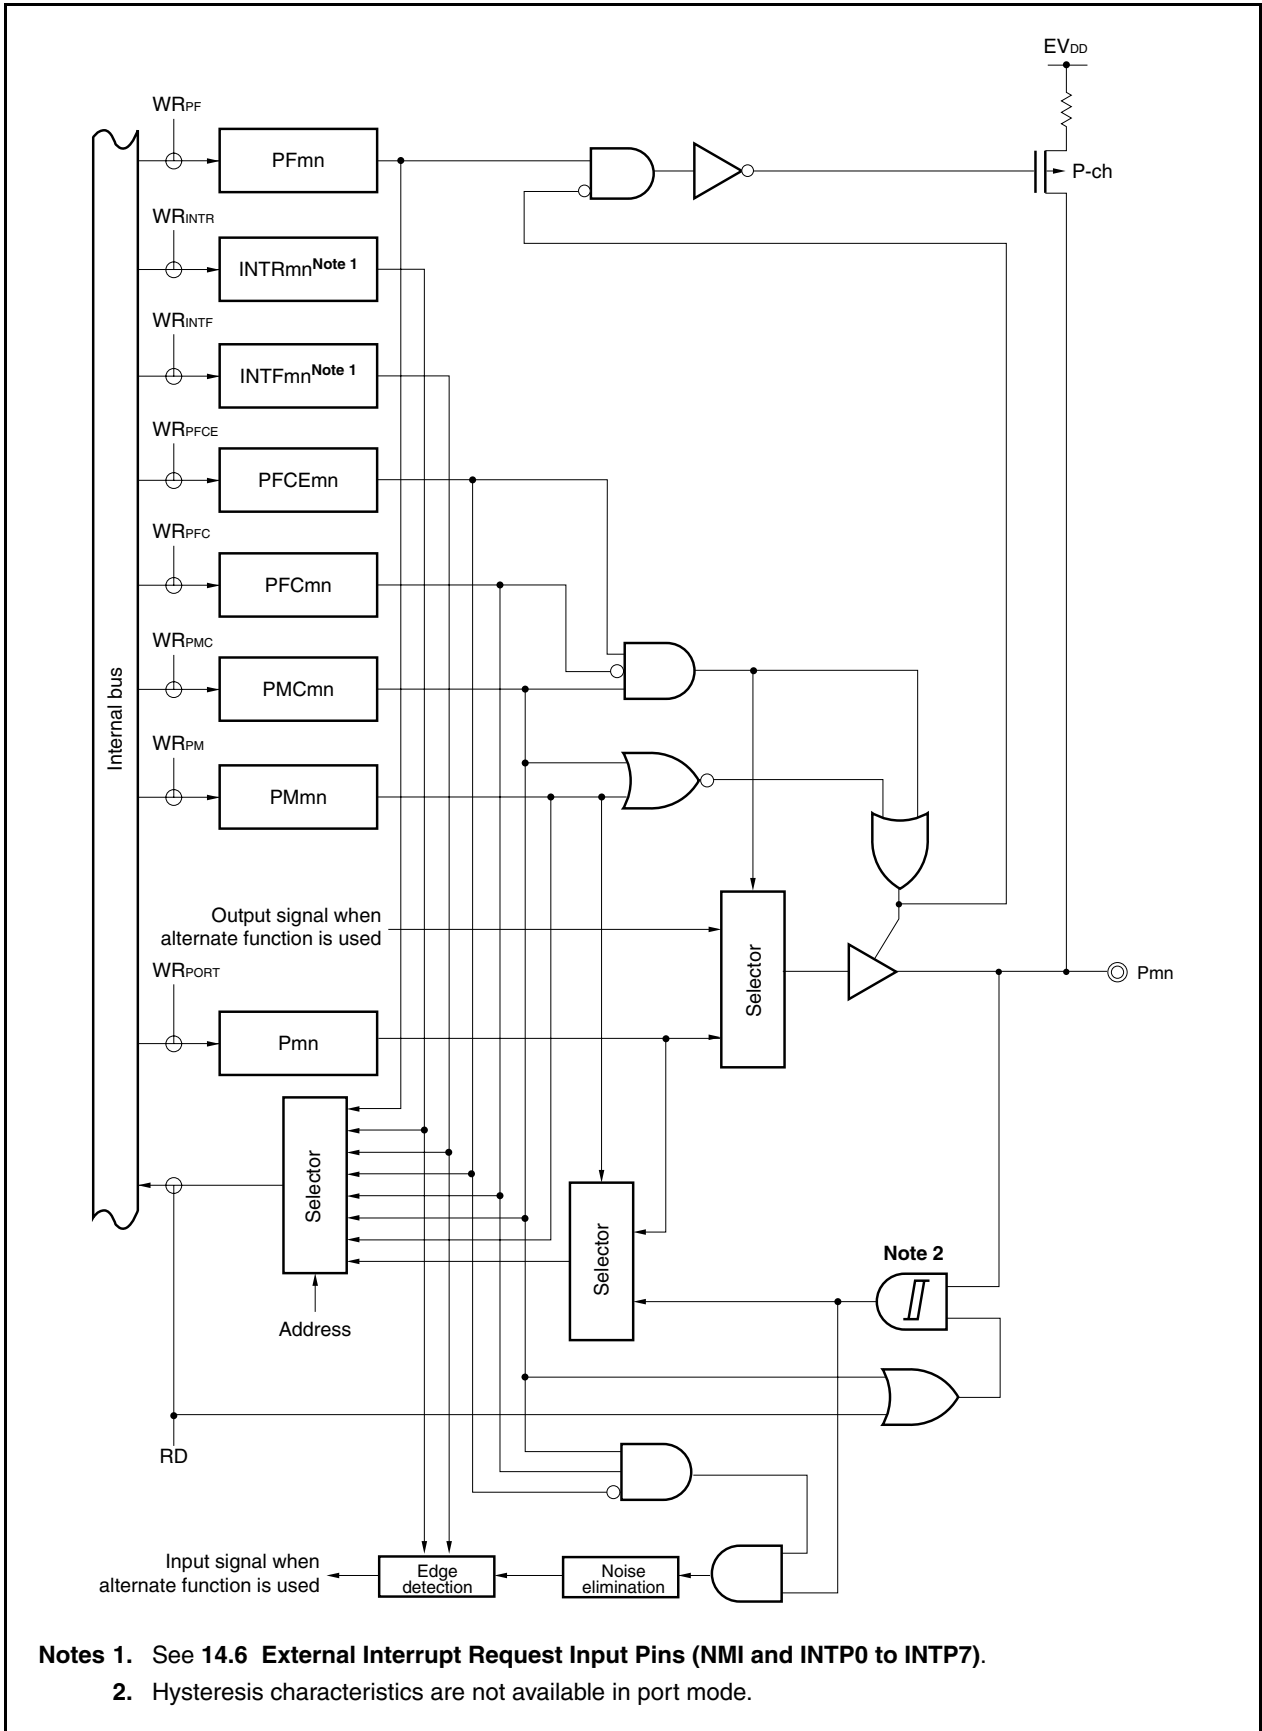 EVDD
WRPF
PFmn
P-ch
WRINTR
INTRmnNote 1
WRINTF
INTFmnNote 1
WRPFCE
PFCEmn
WRPFC
PFCmn
WRPMC
PMCmn
Internal bus
WRPM
PMmn
Output signal when
alternate function is used
Selector
Pmn
WRPORT
Pmn
Selector
Selector
Note 2
Address
RD
Input signal when
alternate function is used
Edge
detection
Noise
elimination
Notes 1. See 14.6 External Interrupt Request Input Pins (NMI and INTP0 to INTP7).
2. Hysteresis characteristics are not available in port mode.